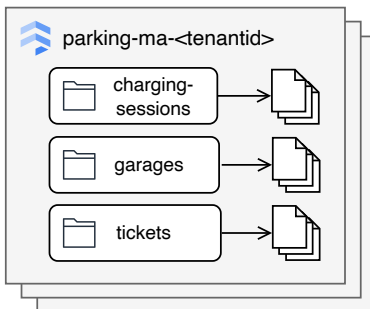 parking-ma-<tenantid>
charging-
sessions
garages
tickets